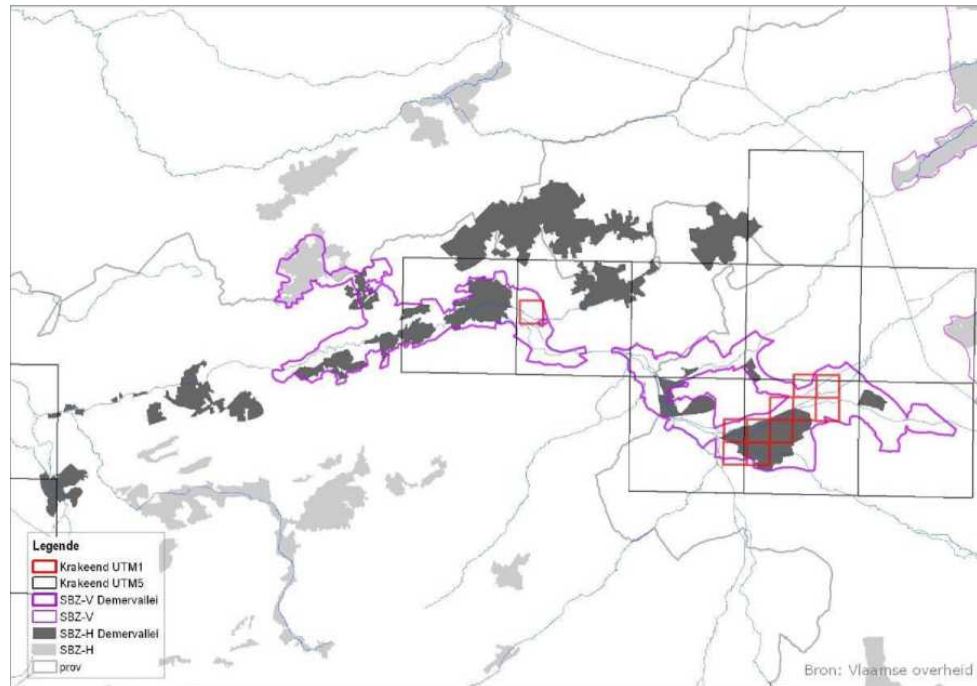 Legende
Krakeend UTM1
Krakeend UTM5
SBZ-V Demervallei
SBZ-V
SBZ-H Demervallei
SBZ-H
prov
Bron: Vlaamse overheid